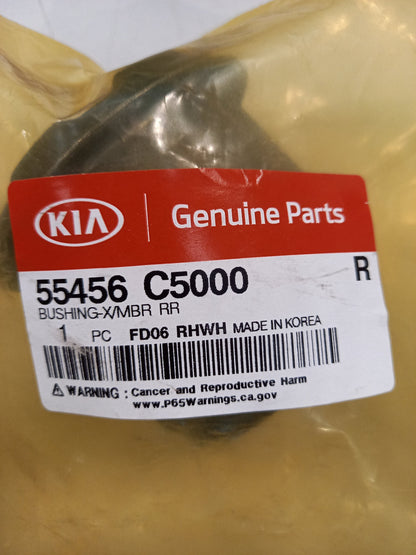 KIA
Genuine Parts
55456 C5000 R
BUSHING-X/MBR RR
1 PC FD06 RHWH MADE IN KOREA
⚠ WARNING : Cancer and Reproductive Harm
www.P65Warnings.ca.gov